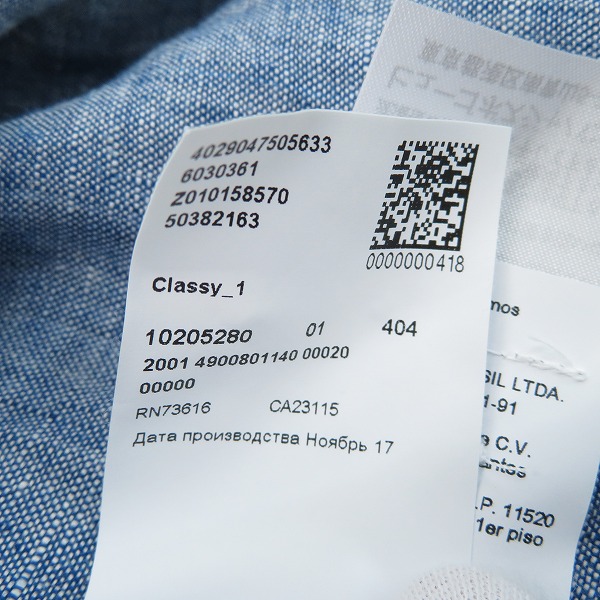 4029047505633
6030361
Z010158570
50382163
0000000418
Classy_1
10205280 01 404
2001 4900801140 00020
00000
RN73616 CA23115
Дата производства Ноябрь 17
SIL LTDA.
1-91
C.V.
.P. 11520
1er piso